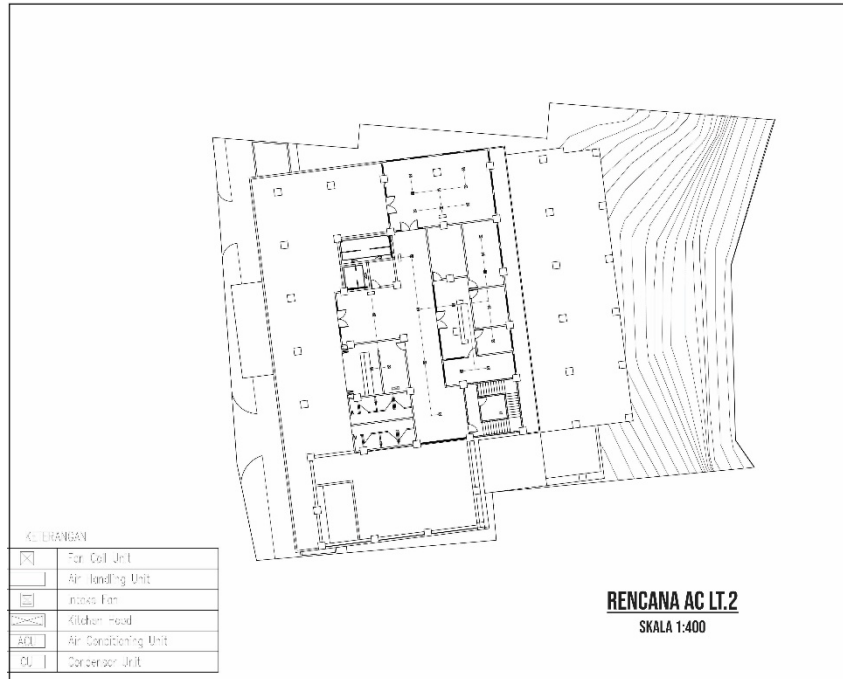 KETERANGAN
Fan Coil Unit
Air Handling Unit
Intake Fan
Kitchen Hood
ACU Air Conditioning Unit
CU Condensor Unit
RENCANA AC LT.2
SKALA 1:400